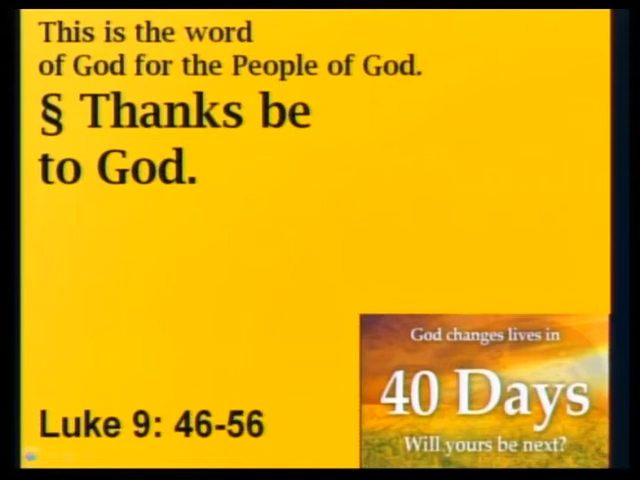 This is the word
of God for the People of God.
§ Thanks be
to God.
Luke 9: 46-56
God changes lives in
40 Days
Will yours be next?